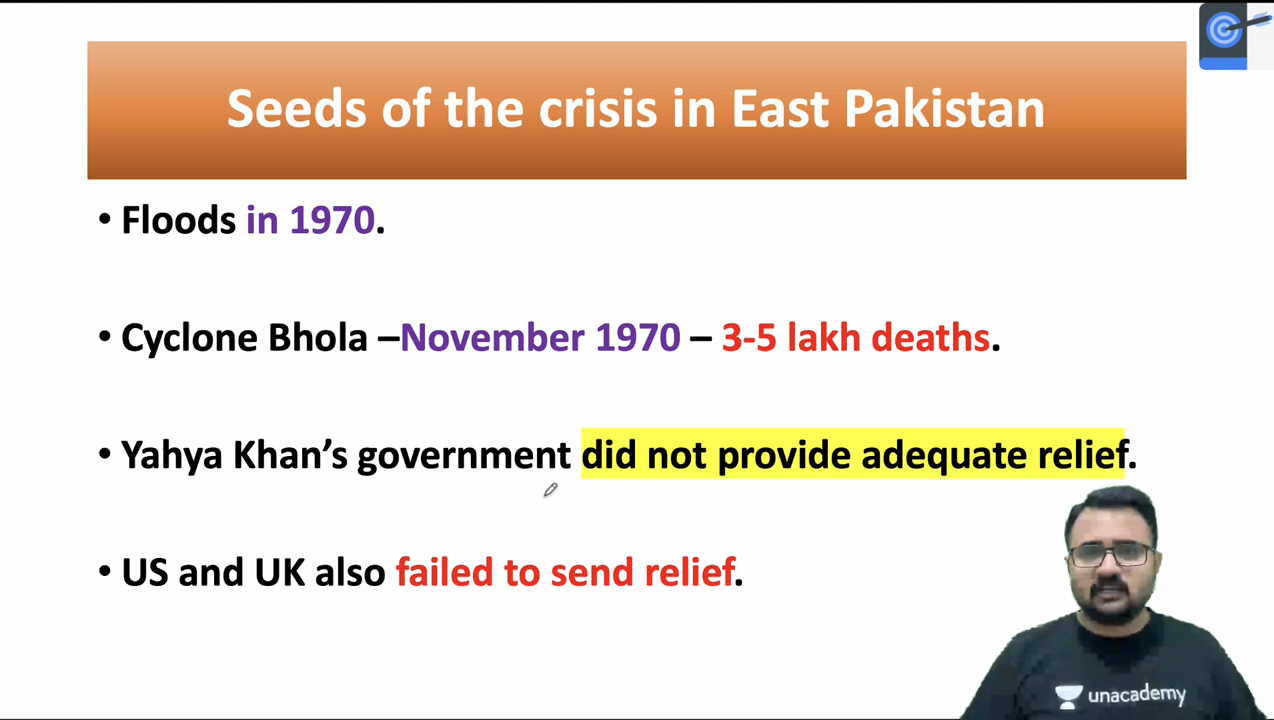 Seeds of the crisis in East Pakistan
• Floods in 1970.
• Cyclone Bhola –November 1970 – 3-5 lakh deaths.
• Yahya Khan’s government did not provide adequate relief.
• US and UK also failed to send relief.
unacademy